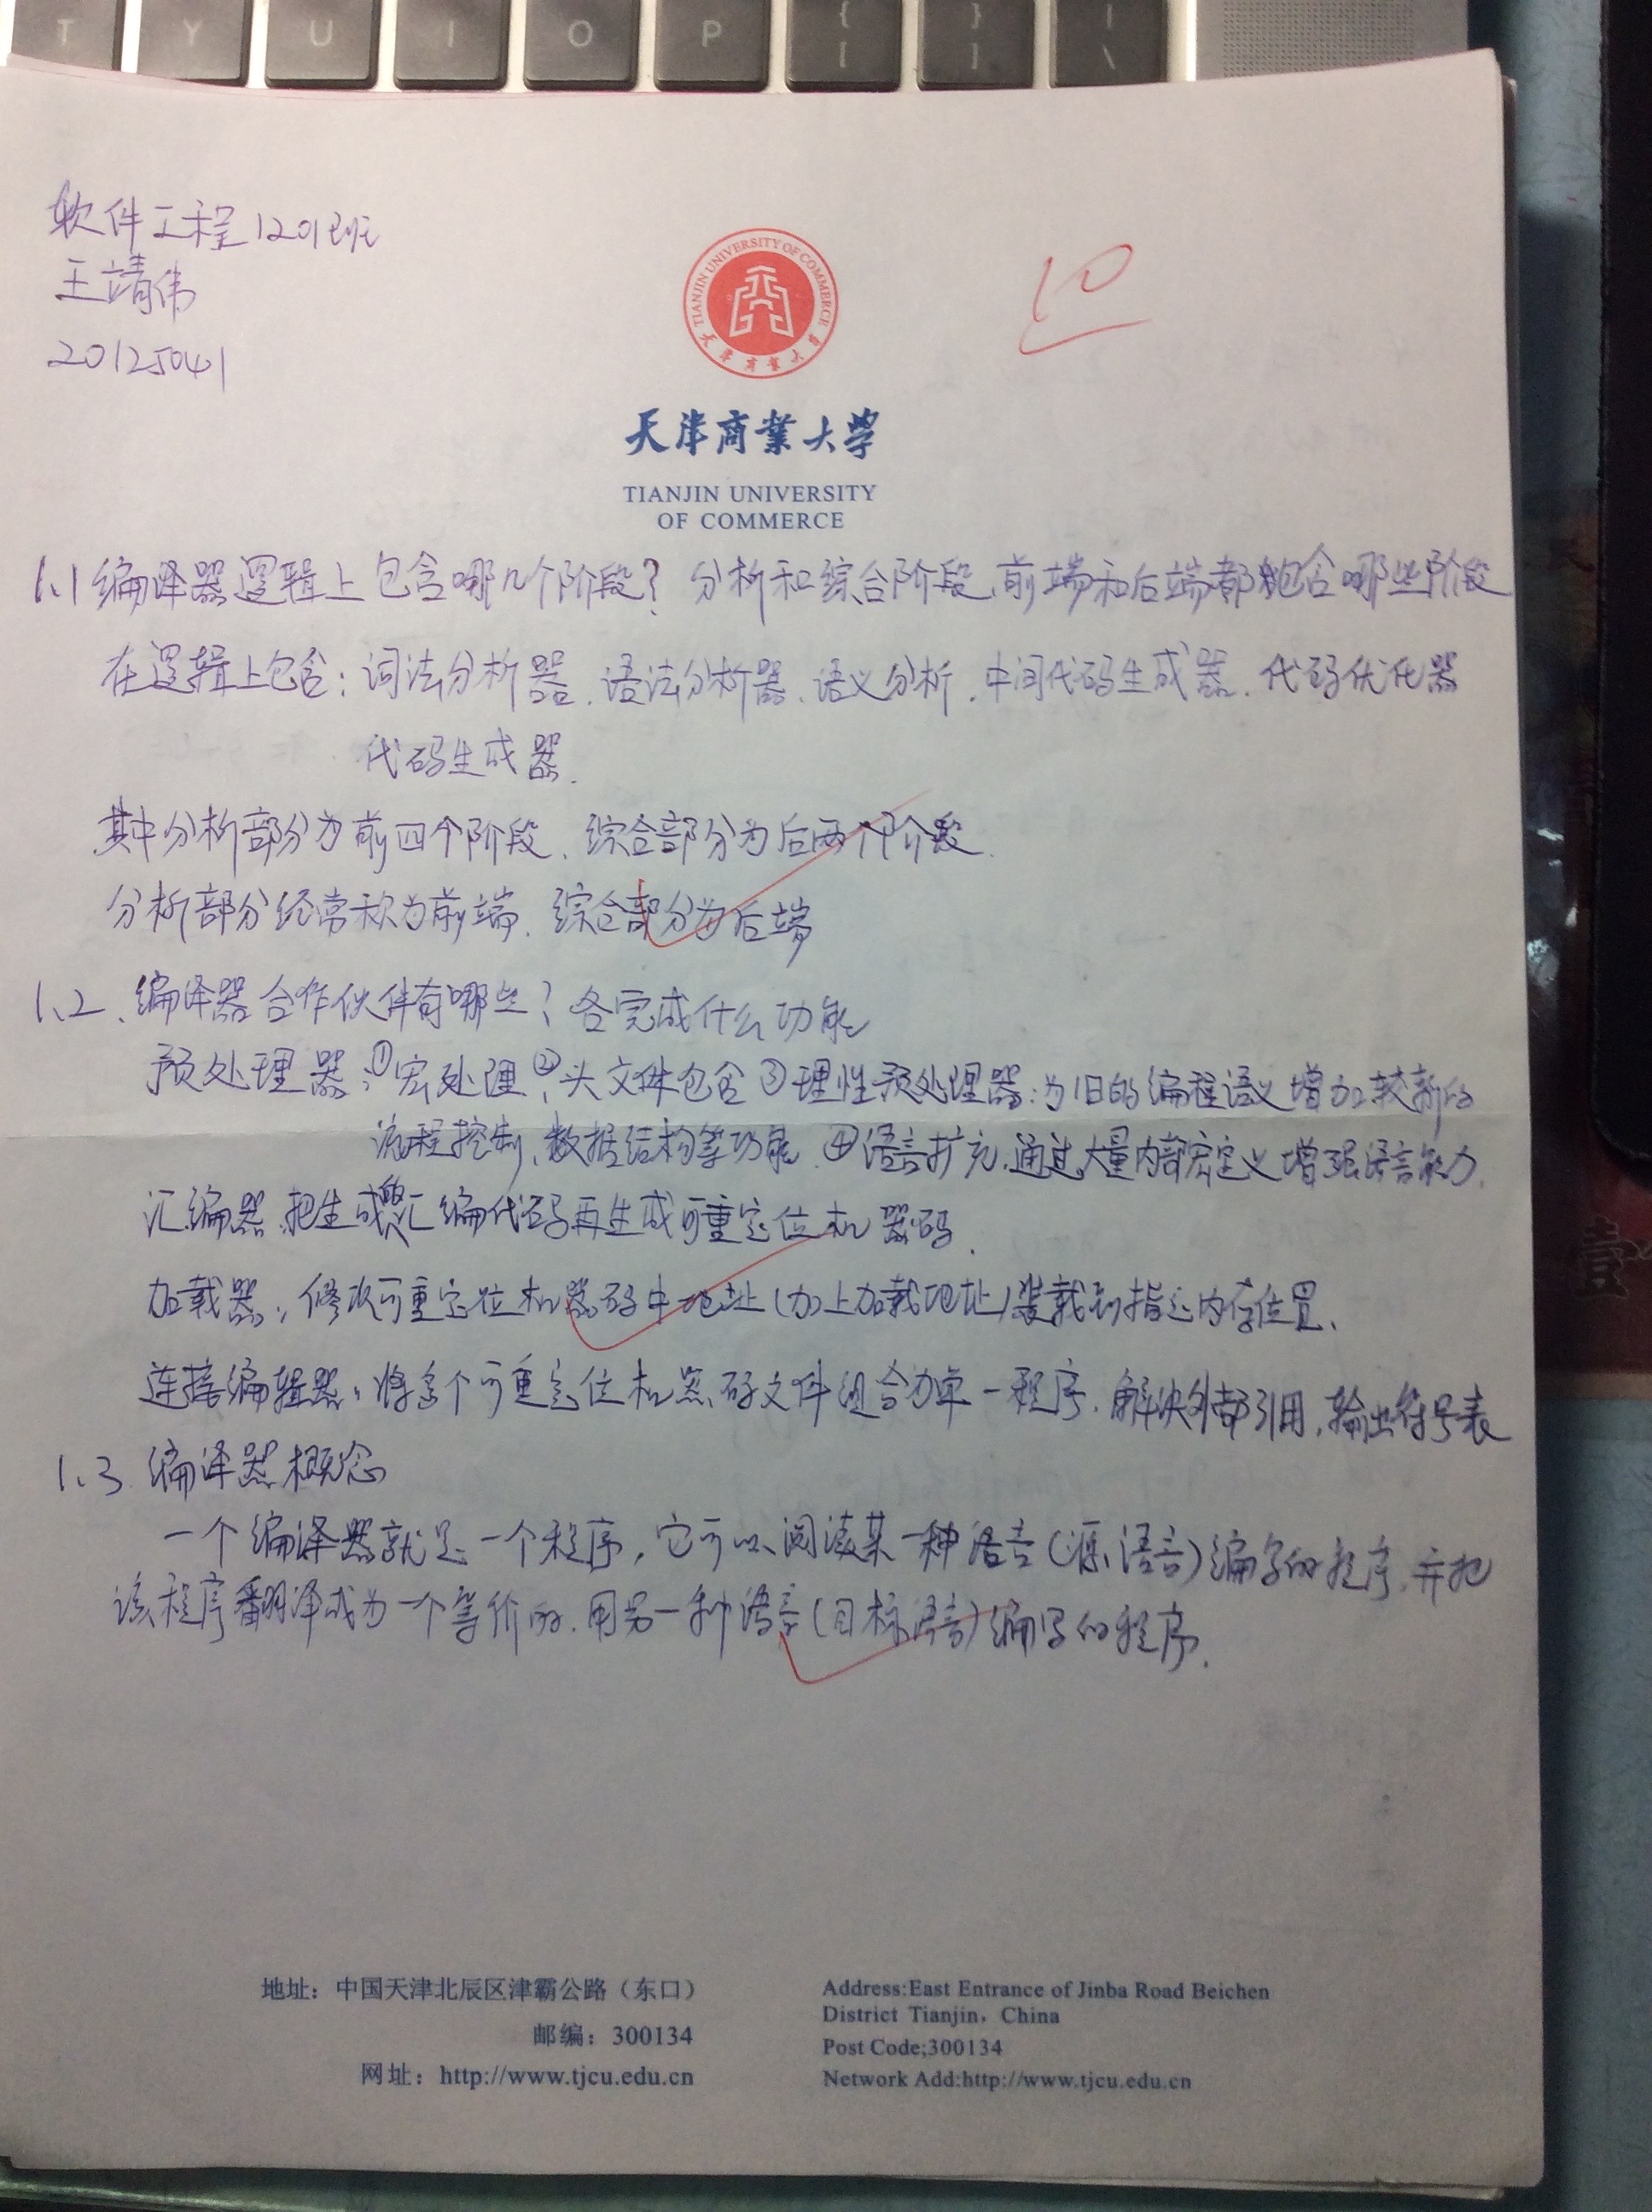 T Y U I O P { [ } ] | \
软件工程1201班
王靖伟
20125041
10
TIANJIN UNIVERSITY OF COMMERCE
天津商业大学
天津商業大学
TIANJIN UNIVERSITY
OF COMMERCE
1.1 编译器逻辑上包含哪几个阶段？分析和综合阶段,前端和后端都包含哪些阶段
在逻辑上包含：词法分析器、语法分析器、语义分析、中间代码生成器、代码优化器
代码生成器.
其中分析部分为前四个阶段、综合部分为后两个阶段.
分析部分经常称为前端、综合部分为后端
1.2、编译器合作伙伴有哪些？各完成什么功能
预处理器：①宏处理②头文件包含③理性预处理器:为旧的编程语义增加较新的
流程控制、数据结构等功能.④语言扩充,通过大量内部宏定义增强语言能力.
汇编器.把生成的汇编代码再生成可重定位机器码.
加载器：修改可重定位机器码中地址(加上加载地址)装载到指定内存位置.
连接编辑器：将多个可重定位机器码文件组合为单一程序.解决外部引用,输出符号表
1.3 编译器概念
一个编译器就是一个程序,它可以阅读某一种语言(源语言)编写的程序,并把
该程序翻译成为一个等价的.用另一种语言(目标语言)编写的程序.
地址：中国天津北辰区津霸公路（东口）
邮编：300134
网址：http://www.tjcu.edu.cn
Address:East Entrance of Jinba Road Beichen
District Tianjin，China
Post Code;300134
Network Add:http://www.tjcu.edu.cn